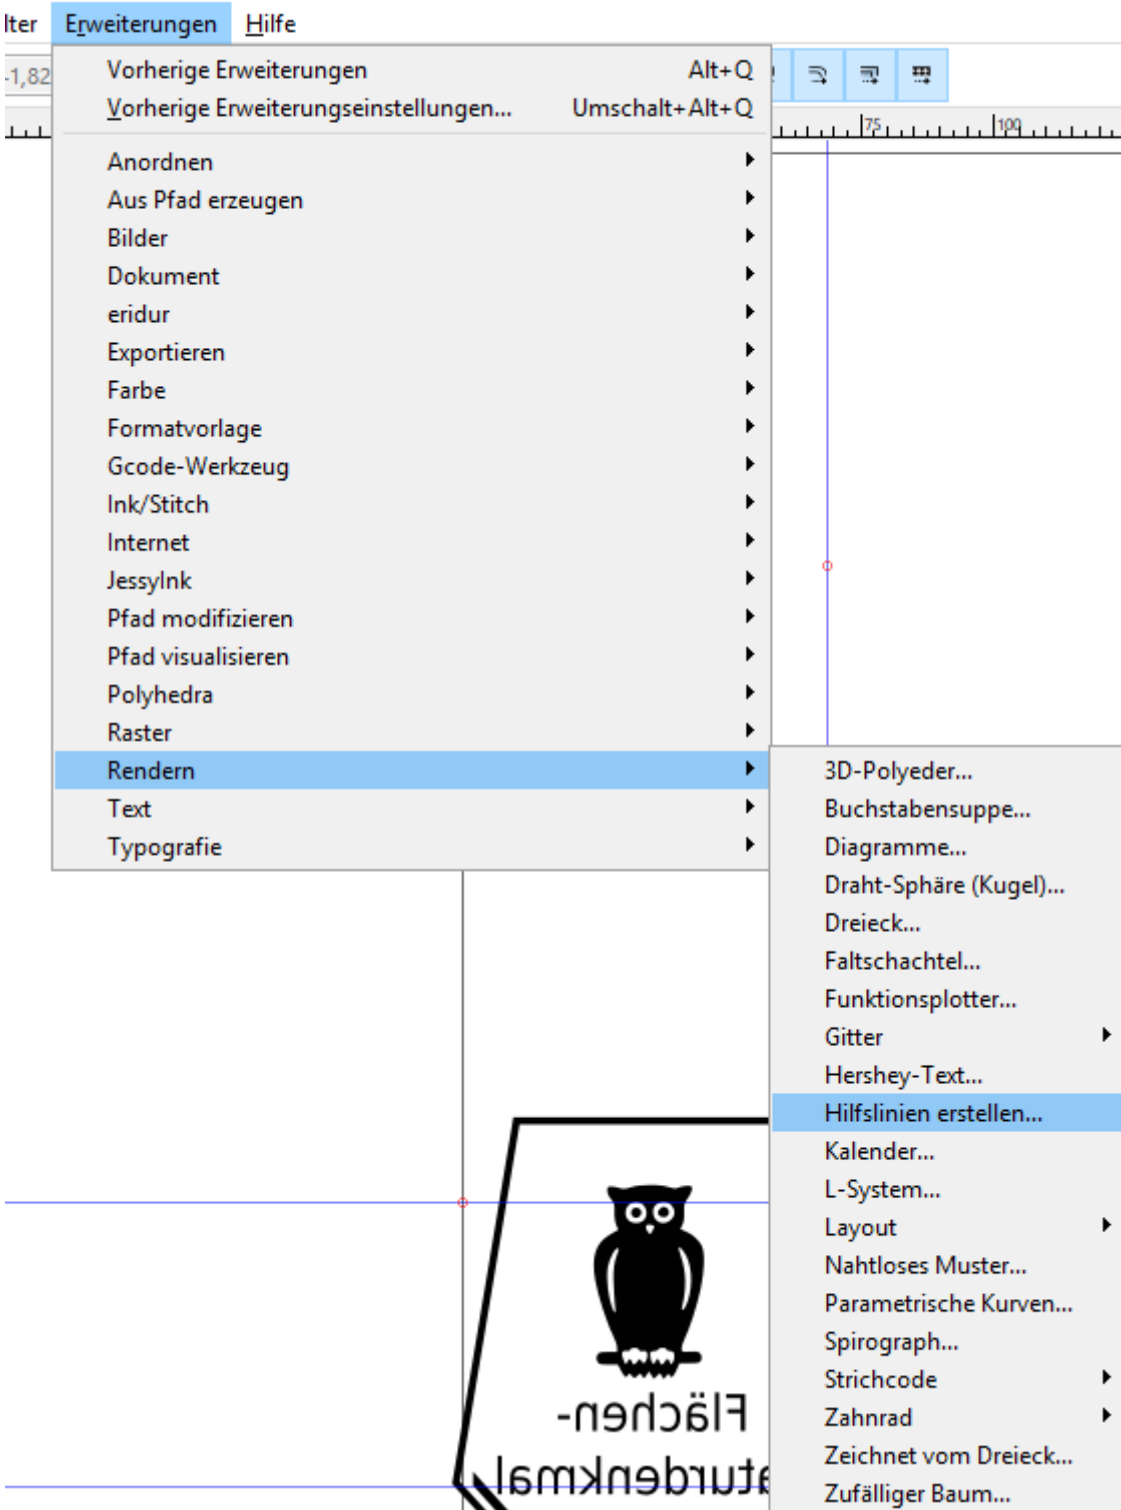 lter Erweiterungen Hilfe
-1,82
Vorherige Erweiterungen Alt+Q
Vorherige Erweiterungseinstellungen... Umschalt+Alt+Q
75 100
Anordnen
Aus Pfad erzeugen
Bilder
Dokument
eridur
Exportieren
Farbe
Formatvorlage
Gcode-Werkzeug
Ink/Stitch
Internet
JessyInk
Pfad modifizieren
Pfad visualisieren
Polyhedra
Raster
Rendern
Text
Typografie
3D-Polyeder...
Buchstabensuppe...
Diagramme...
Draht-Sphäre (Kugel)...
Dreieck...
Faltschachtel...
Funktionsplotter...
Gitter
Hershey-Text...
Hilfslinien erstellen...
Kalender...
L-System...
Layout
Nahtloses Muster...
Parametrische Kurven...
Spirograph...
Strichcode
Zahnrad
Zeichnet vom Dreieck...
Zufälliger Baum...
Flächen-
aturdenkmal